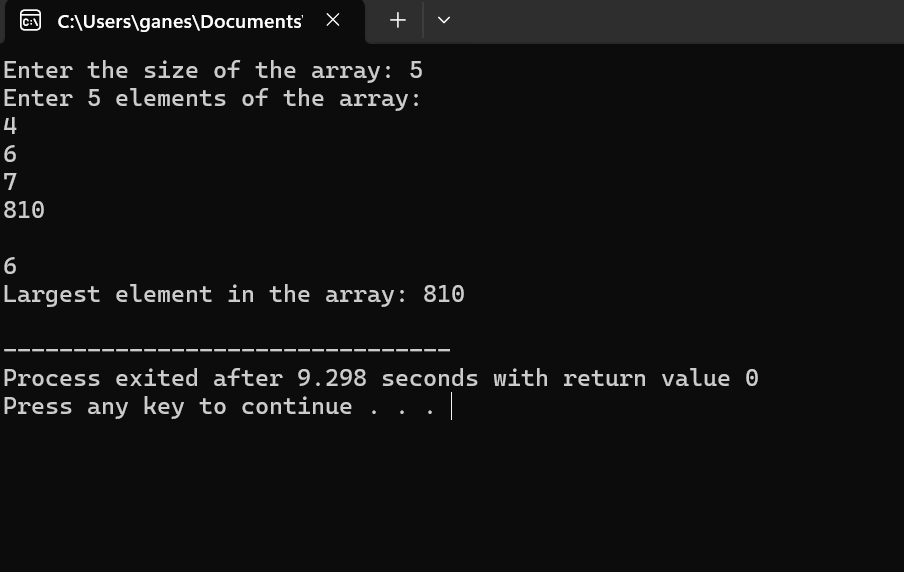 C:\Users\ganes\Documents'
Enter the size of the array: 5
Enter 5 elements of the array:
4
6
7
810
6
Largest element in the array: 810
--------------------------------
Process exited after 9.298 seconds with return value 0
Press any key to continue . . .